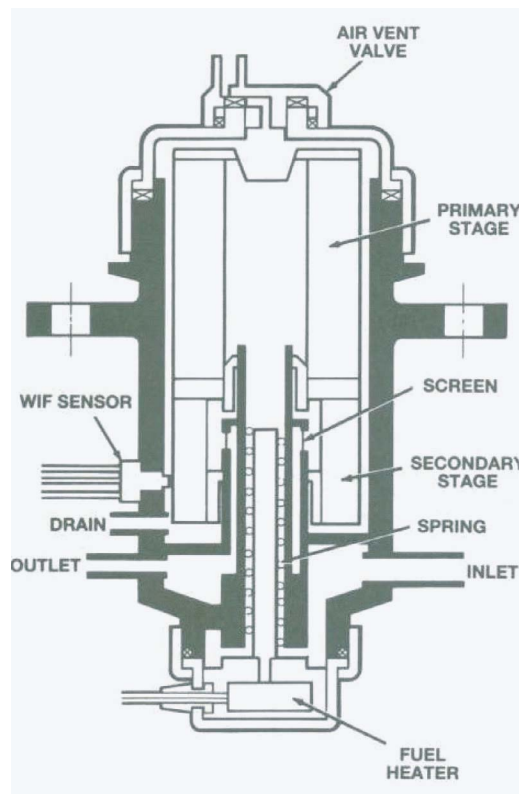 AIR VENT
VALVE
PRIMARY
STAGE
SCREEN
WIF SENSOR
SECONDARY
STAGE
DRAIN
SPRING
OUTLET
INLET
FUEL
HEATER